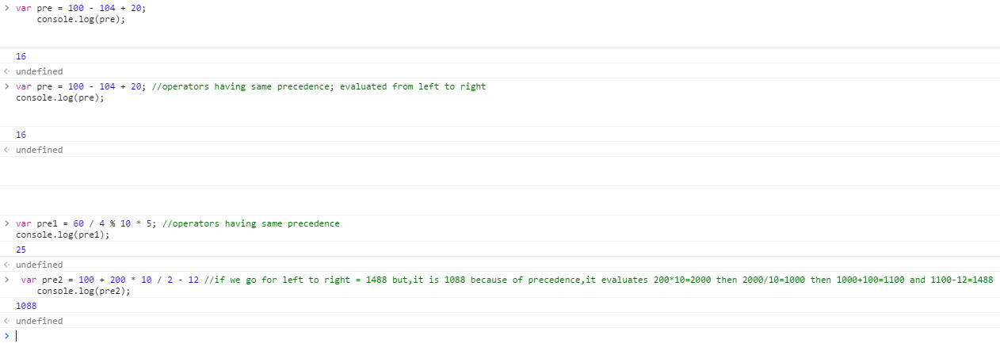 > var pre = 100 - 104 + 20;
console.log(pre);
16
<· undefined
> var pre = 100 - 104 + 20; //operators having same precedence; evaluated from left to right
console.log(pre);
16
<· undefined
> var pre1 = 60 / 4 % 10 * 5; //operators having same precedence
console.log(pre1);
25
<· undefined
> var pre2 = 100 + 200 * 10 / 2 - 12 //if we go for left to right = 1488 but,it is 1088 because of precedence,it evaluates 200*10=2000 then 2000/10=1000 then 1000+100=1100 and 1100-12=1488
console.log(pre2);
1088
<· undefined
>